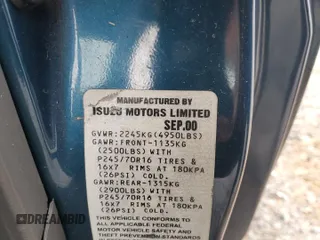 MANUFACTURED BY
ISUZU MOTORS LIMITED
SEP.00
GVWR:2245KG(4950LBS)
GAWR:FRONT-1135KG
(2500LBS) WITH
P245/70R16 TIRES &
16x7 RIMS AT 180KPA
(26PSI) COLD.
GAWR:REAR-1315KG
(2900LBS) WITH
P245/70R16 TIRES &
16x7 RIMS AT 180KPA
(26PSI) COLD.
THIS VEHICLE CONFORMS TO
ALL APPLICABLE FEDERAL
MOTOR VEHICLE SAFETY AND